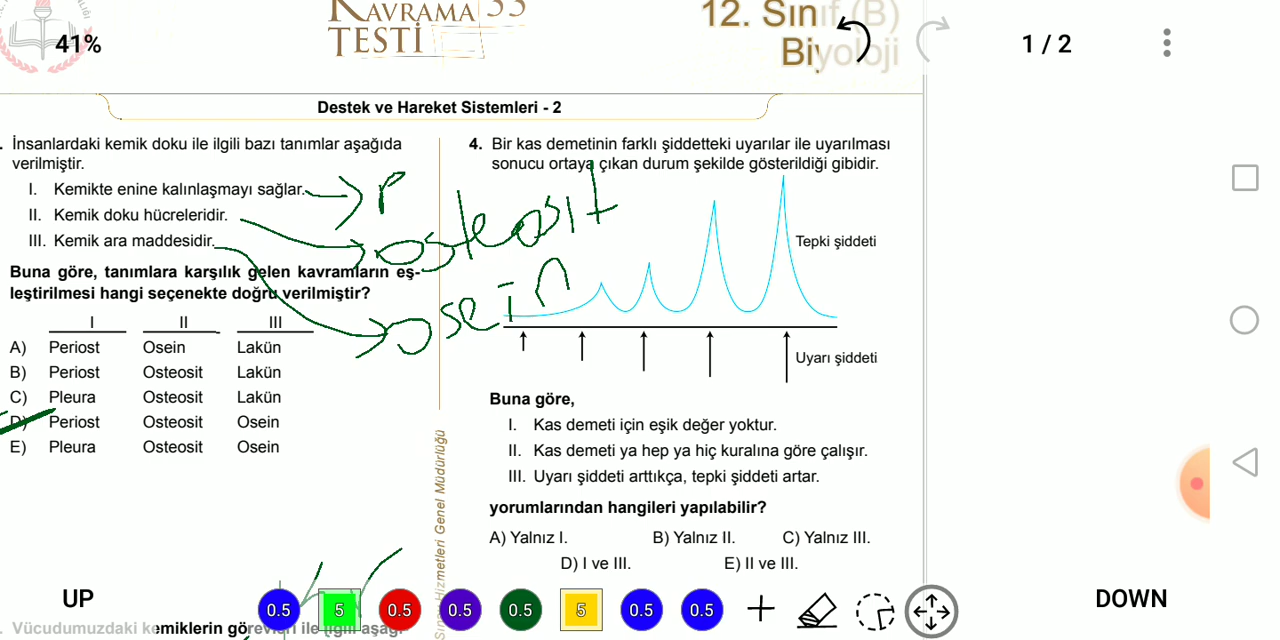 KAVRAMA 33
TESTİ
12. Sınıf (B)
Biyoloji
41%
1 / 2
Destek ve Hareket Sistemleri - 2
. İnsanlardaki kemik doku ile ilgili bazı tanımlar aşağıda
verilmiştir.
I. Kemikte enine kalınlaşmayı sağlar.
II. Kemik doku hücreleridir.
III. Kemik ara maddesidir.
P
osteosit
osein
Buna göre, tanımlara karşılık gelen kavramların eş-
leştirilmesi hangi seçenekte doğru verilmiştir?
I II III
A) Periost Osein Lakün
B) Periost Osteosit Lakün
C) Pleura Osteosit Lakün
D) Periost Osteosit Osein
E) Pleura Osteosit Osein
4. Bir kas demetinin farklı şiddetteki uyarılar ile uyarılması
sonucu ortaya çıkan durum şekilde gösterildiği gibidir.
Tepki şiddeti
Uyarı şiddeti
Buna göre,
I. Kas demeti için eşik değer yoktur.
II. Kas demeti ya hep ya hiç kuralına göre çalışır.
III. Uyarı şiddeti arttıkça, tepki şiddeti artar.
yorumlarından hangileri yapılabilir?
A) Yalnız I. B) Yalnız II. C) Yalnız III.
D) I ve III. E) II ve III.
Hizmetleri Genel Müdürlüğü
UP
0.5 5 0.5 0.5 0.5 5 0.5 0.5
DOWN
Vücudumuzdaki kemiklerin görevleri ile ilgili aşağı-